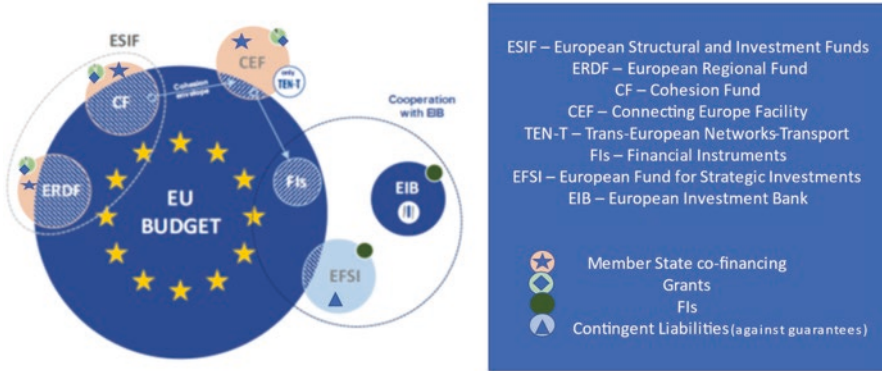 ESIF
CEF
only
TEN-T
CF
Cohesion
envelope
Cooperation
with EIB
ERDF
FIs
EIB
EU
BUDGET
EFSI
ESIF – European Structural and Investment Funds
ERDF – European Regional Fund
CF – Cohesion Fund
CEF – Connecting Europe Facility
TEN-T – Trans-European Networks-Transport
FIs – Financial Instruments
EFSI – European Fund for Strategic Investments
EIB – European Investment Bank
Member State co-financing
Grants
FIs
Contingent Liabilities (against guarantees)